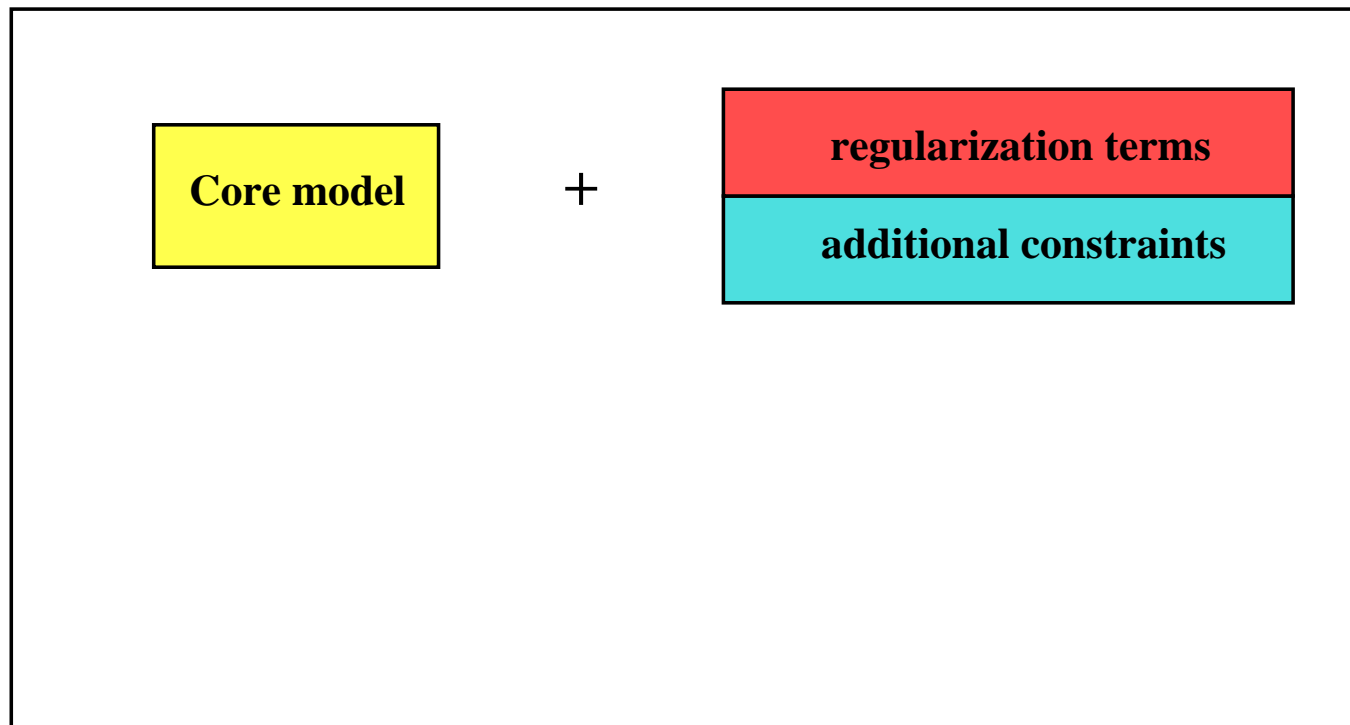 Core model
+
regularization terms
additional constraints